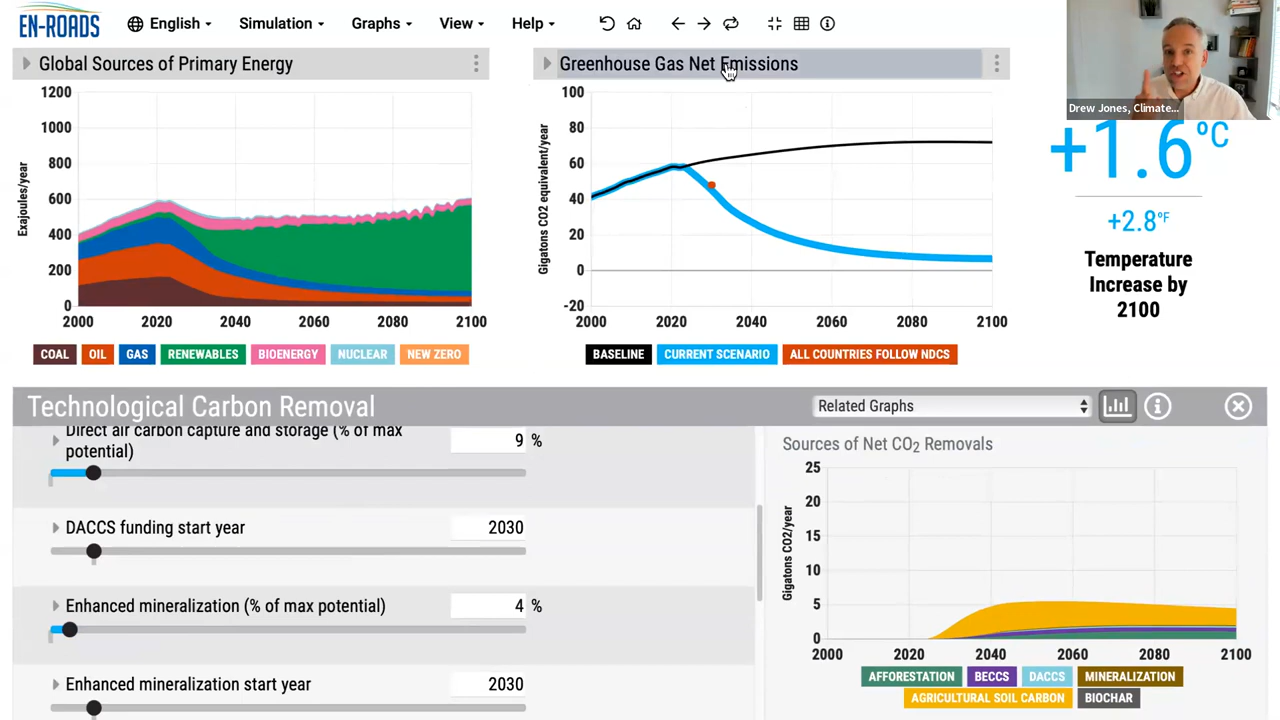 EN-ROADS
English
Simulation
Graphs
View
Help
Drew Jones, Climate...
Global Sources of Primary Energy
Exajoules/year
1200
1000
800
600
400
200
0
2000 2020 2040 2060 2080 2100
COAL OIL GAS RENEWABLES BIOENERGY NUCLEAR NEW ZERO
Greenhouse Gas Net Emissions
Gigatons CO2 equivalent/year
100
80
60
40
20
0
-20
2000 2020 2040 2060 2080 2100
BASELINE CURRENT SCENARIO ALL COUNTRIES FOLLOW NDCS
+1.6°C
+2.8°F
Temperature
Increase by
2100
Technological Carbon Removal
Related Graphs
Direct air carbon capture and storage (% of max
potential)
9 %
DACCS funding start year 2030
Enhanced mineralization (% of max potential) 4 %
Enhanced mineralization start year 2030
Sources of Net CO2 Removals
Gigatons CO2/year
25
20
15
10
5
0
2000 2020 2040 2060 2080 2100
AFFORESTATION BECCS DACCS MINERALIZATION
AGRICULTURAL SOIL CARBON BIOCHAR